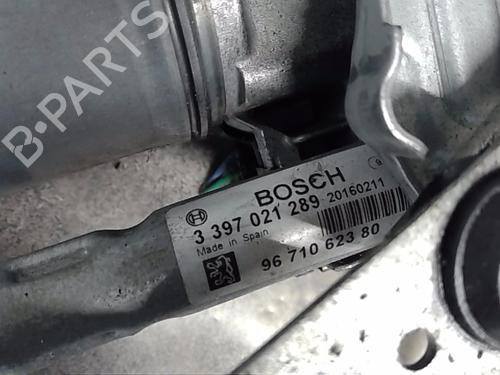 B-PARTS
BOSCH
3 397 021 289 20160211
Made in Spain
96 710 623 80